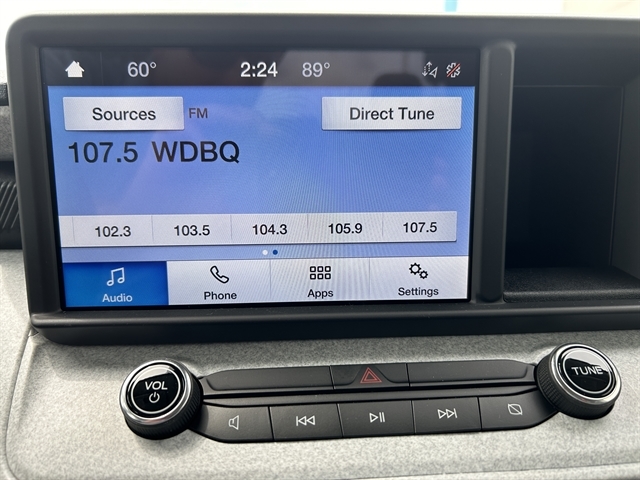 60° 2:24 89°
Sources FM Direct Tune
107.5 WDBQ
102.3 103.5 104.3 105.9 107.5
Audio Phone Apps Settings
VOL TUNE